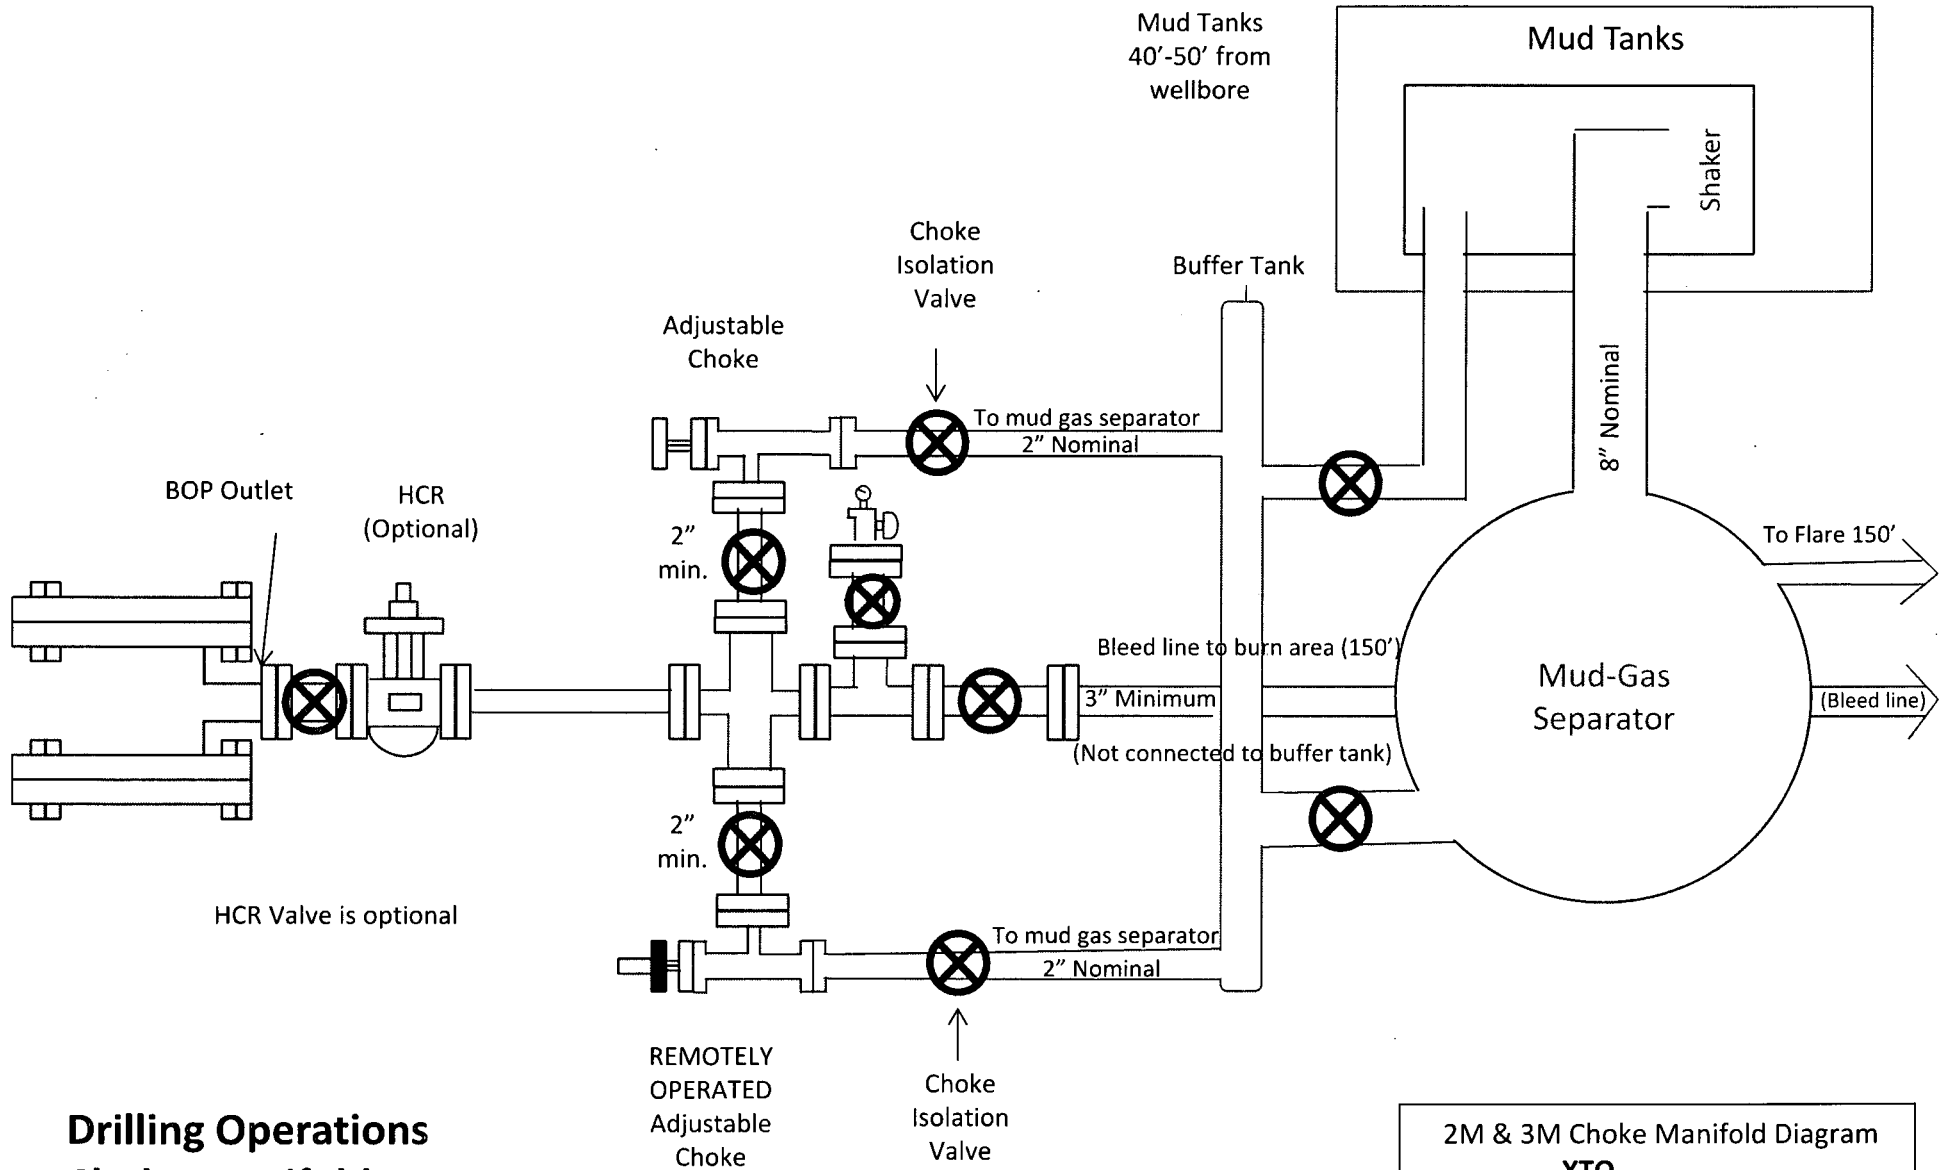 Mud Tanks
40'-50' from
wellbore
Mud Tanks
Shaker
Choke
Isolation
Valve
Buffer Tank
Adjustable
Choke
8" Nominal
To mud gas separator
2" Nominal
BOP Outlet
HCR
(Optional)
2"
min.
To Flare 150'
Bleed line to burn area (150')
3" Minimum
(Not connected to buffer tank)
Mud-Gas
Separator
(Bleed line)
2"
min.
HCR Valve is optional
To mud gas separator
2" Nominal
REMOTELY
OPERATED
Adjustable
Choke
Choke
Isolation
Valve
Drilling Operations
2M & 3M Choke Manifold Diagram
XTO